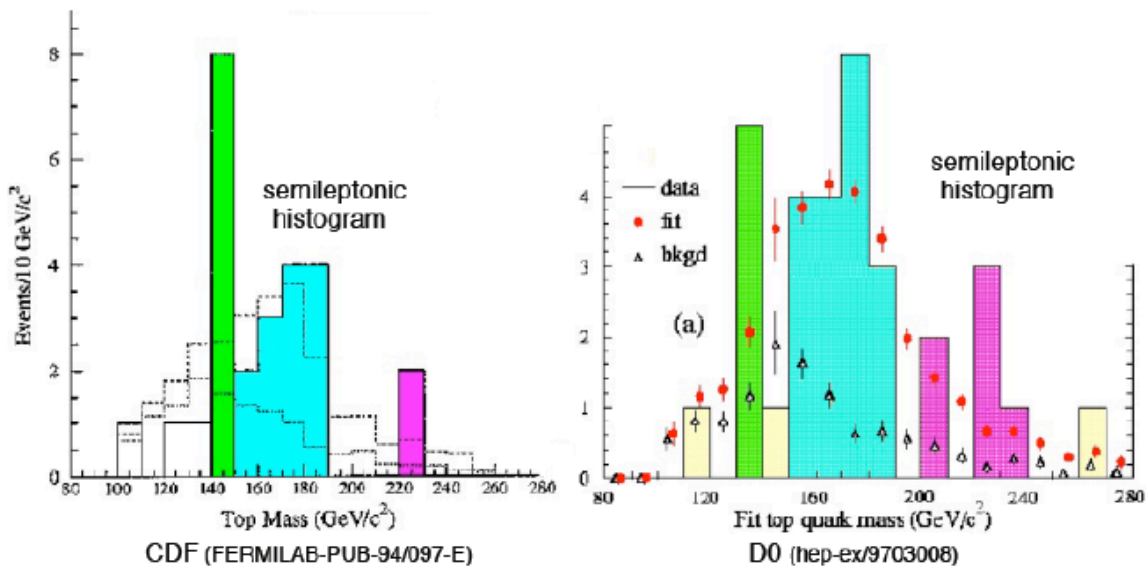 8
6
4
2
0
Events/10 GeV/c²
semileptonic
histogram
80 100 120 140 160 180 200 220 240 260 280
Top Mass (GeV/c²)
CDF (FERMILAB-PUB-94/097-E)
4
3
2
1
0
data
fit
bkgd
(a)
semileptonic
histogram
80 120 160 200 240 280
Fit top quark mass (GeV/c²)
D0 (hep-ex/9703008)